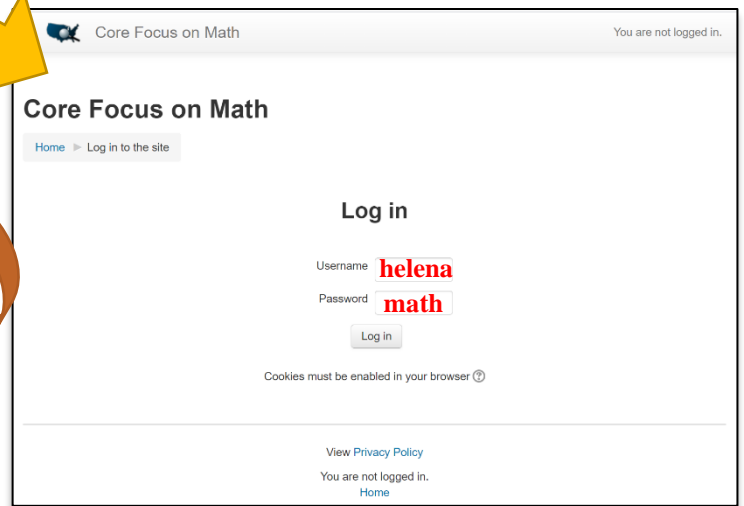 Core Focus on Math You are not logged in.
Core Focus on Math
Home ► Log in to the site
Log in
Username helena
Password math
Log in
Cookies must be enabled in your browser ?
View Privacy Policy
You are not logged in.
Home